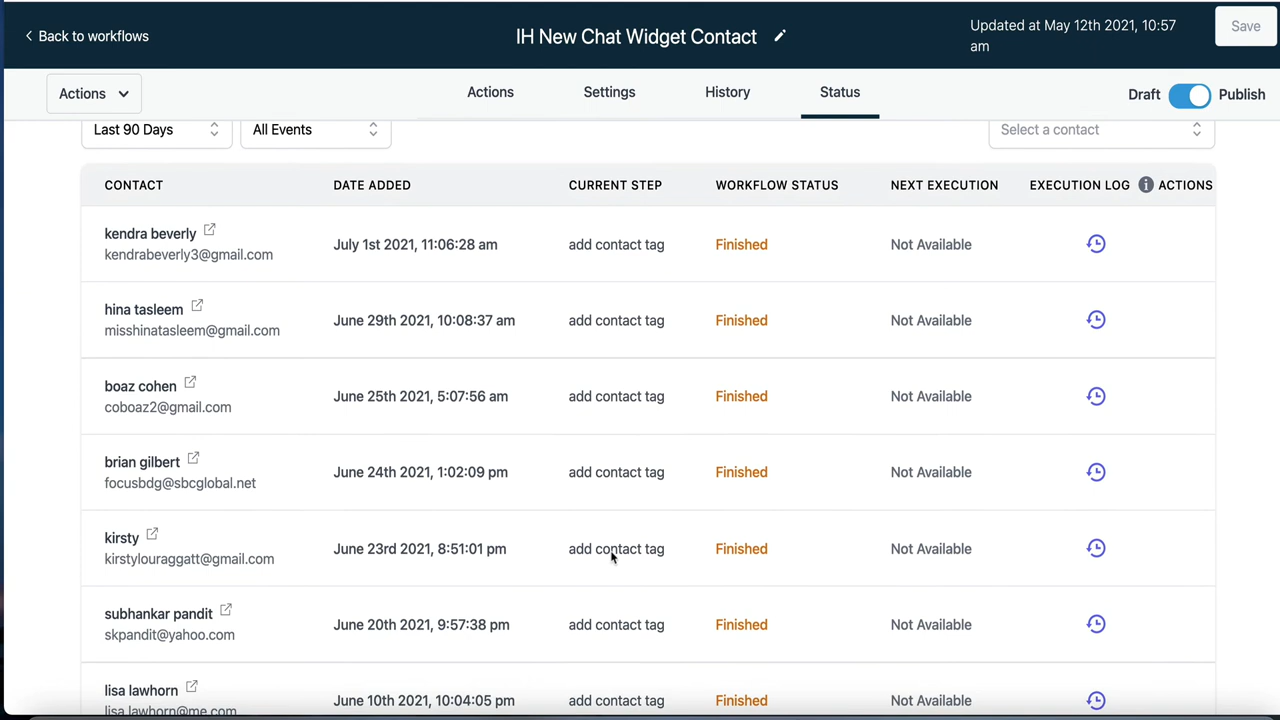 Back to workflows
IH New Chat Widget Contact
Updated at May 12th 2021, 10:57
am
Save
Actions
Actions
Settings
History
Status
Draft
Publish
Last 90 Days
All Events
Select a contact
CONTACT DATE ADDED CURRENT STEP WORKFLOW STATUS NEXT EXECUTION EXECUTION LOG i ACTIONS
kendra beverly
kendrabeverly3@gmail.com
July 1st 2021, 11:06:28 am
add contact tag
Finished
Not Available
hina tasleem
misshinatasleem@gmail.com
June 29th 2021, 10:08:37 am
add contact tag
Finished
Not Available
boaz cohen
coboaz2@gmail.com
June 25th 2021, 5:07:56 am
add contact tag
Finished
Not Available
brian gilbert
focusbdg@sbcglobal.net
June 24th 2021, 1:02:09 pm
add contact tag
Finished
Not Available
kirsty
kirstylouraggatt@gmail.com
June 23rd 2021, 8:51:01 pm
add contact tag
Finished
Not Available
subhankar pandit
skpandit@yahoo.com
June 20th 2021, 9:57:38 pm
add contact tag
Finished
Not Available
lisa lawhorn
lisa.lawhorn@me.com
June 10th 2021, 10:04:05 pm
add contact tag
Finished
Not Available